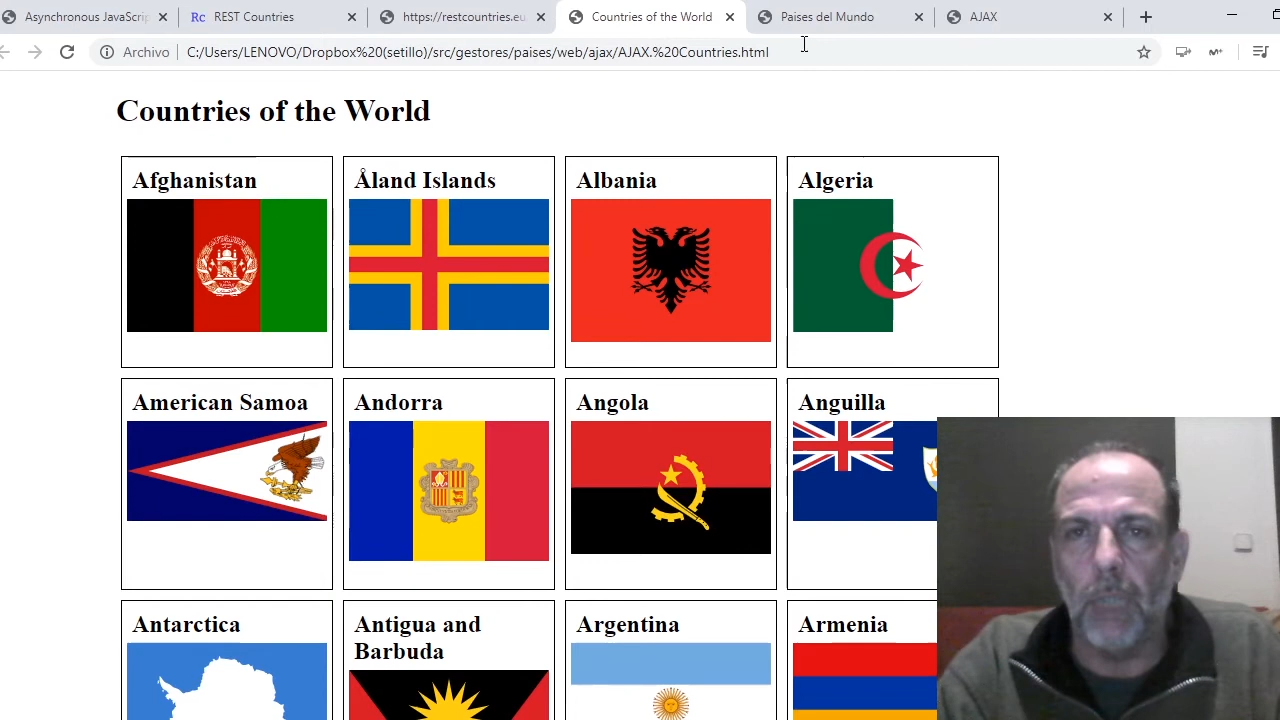 Asynchronous JavaScrip
REST Countries
https://restcountries.eu
Countries of the World
Paises del Mundo
AJAX
Archivo
C:/Users/LENOVO/Dropbox%20(setillo)/src/gestores/paises/web/ajax/AJAX.%20Countries.html
Countries of the World
Afghanistan
Åland Islands
Albania
Algeria
American Samoa
Andorra
Angola
Anguilla
Antarctica
Antigua and
Barbuda
Argentina
Armenia